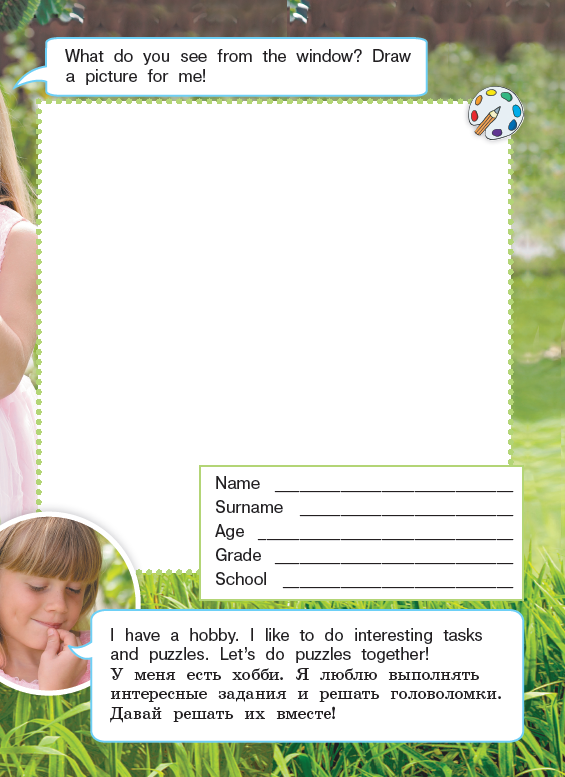 What do you see from the window? Draw
a picture for me!
Name
Surname
Age
Grade
School
I have a hobby. I like to do interesting tasks
and puzzles. Let's do puzzles together!
У меня есть хобби. Я люблю выполнять
интересные задания и решать головоломки.
Давай решать их вместе!